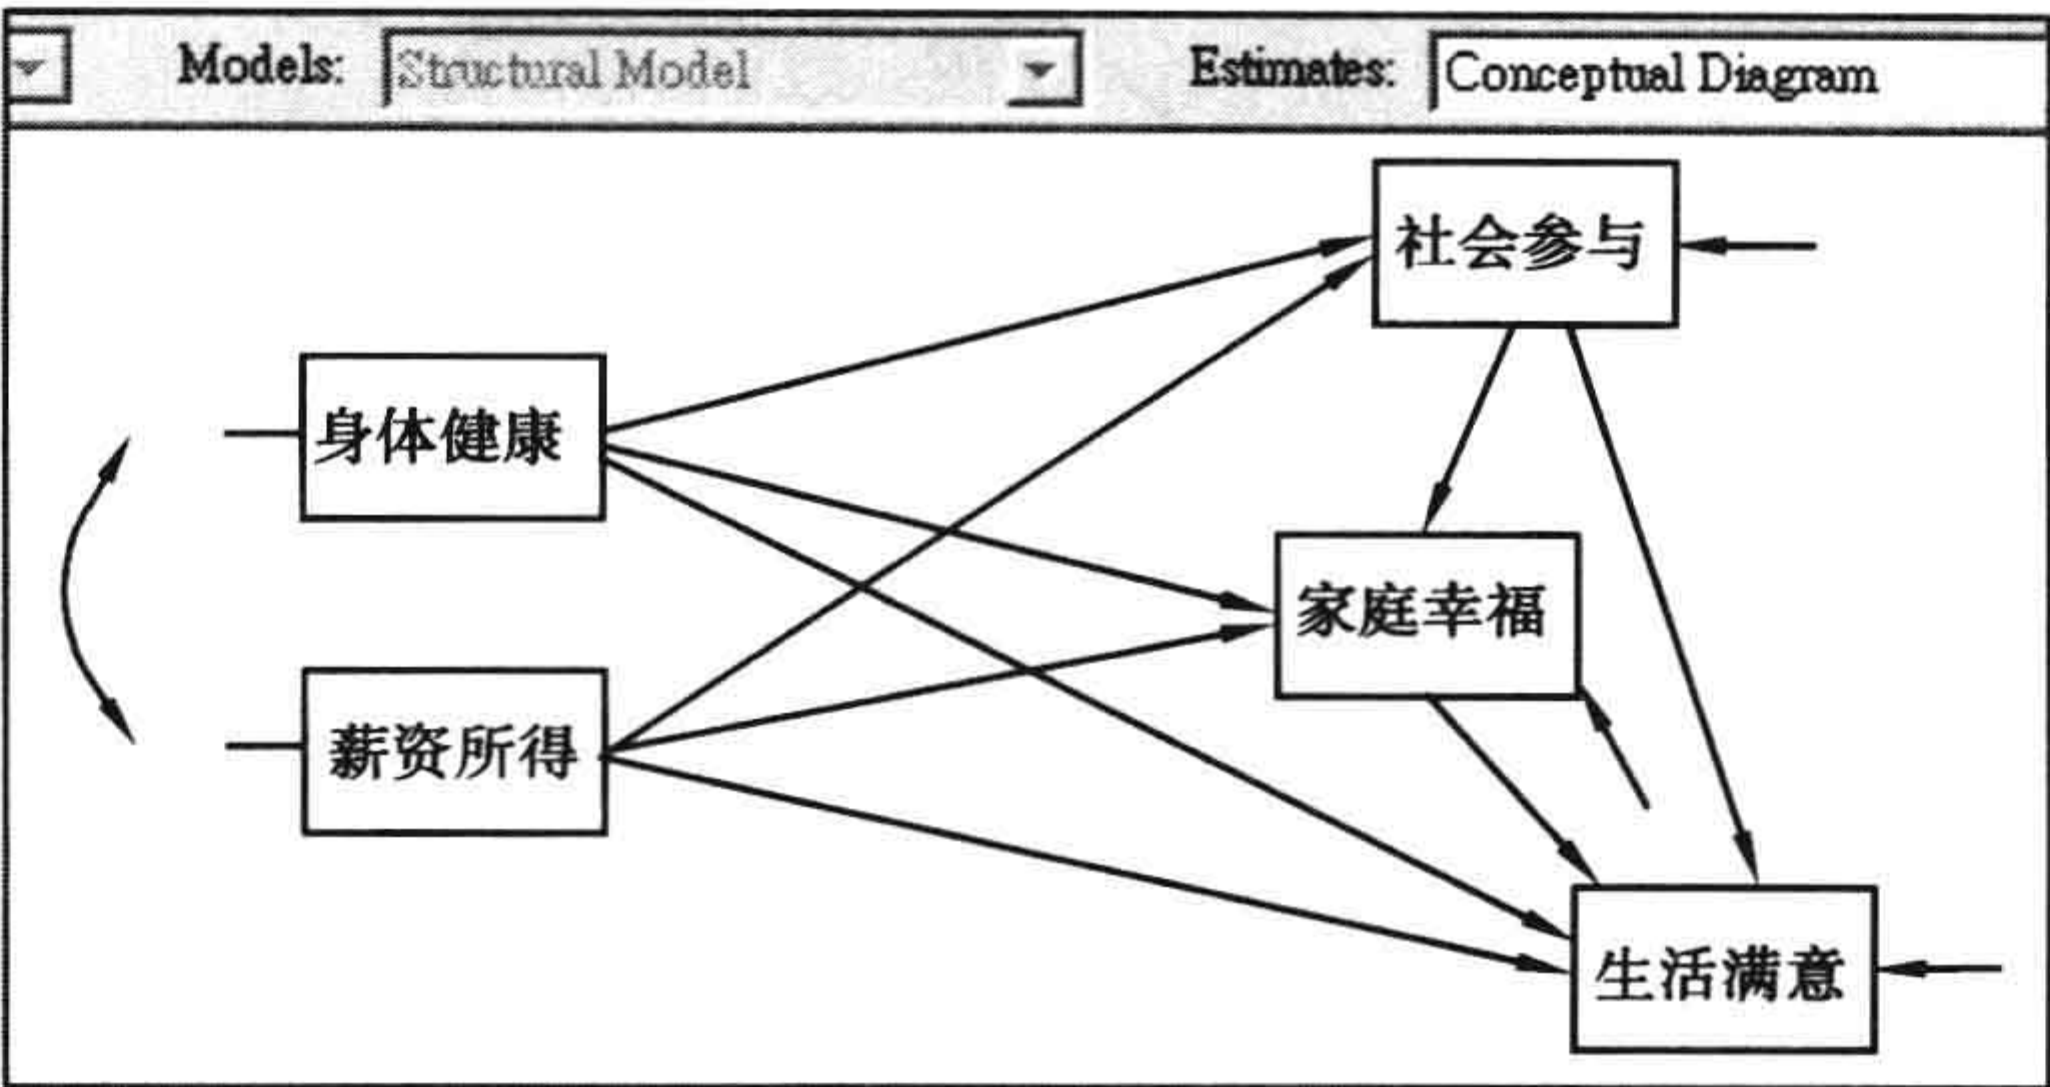 Models: Structural Model Estimates: Conceptual Diagram
社会参与
身体健康
家庭幸福
薪资所得
生活满意